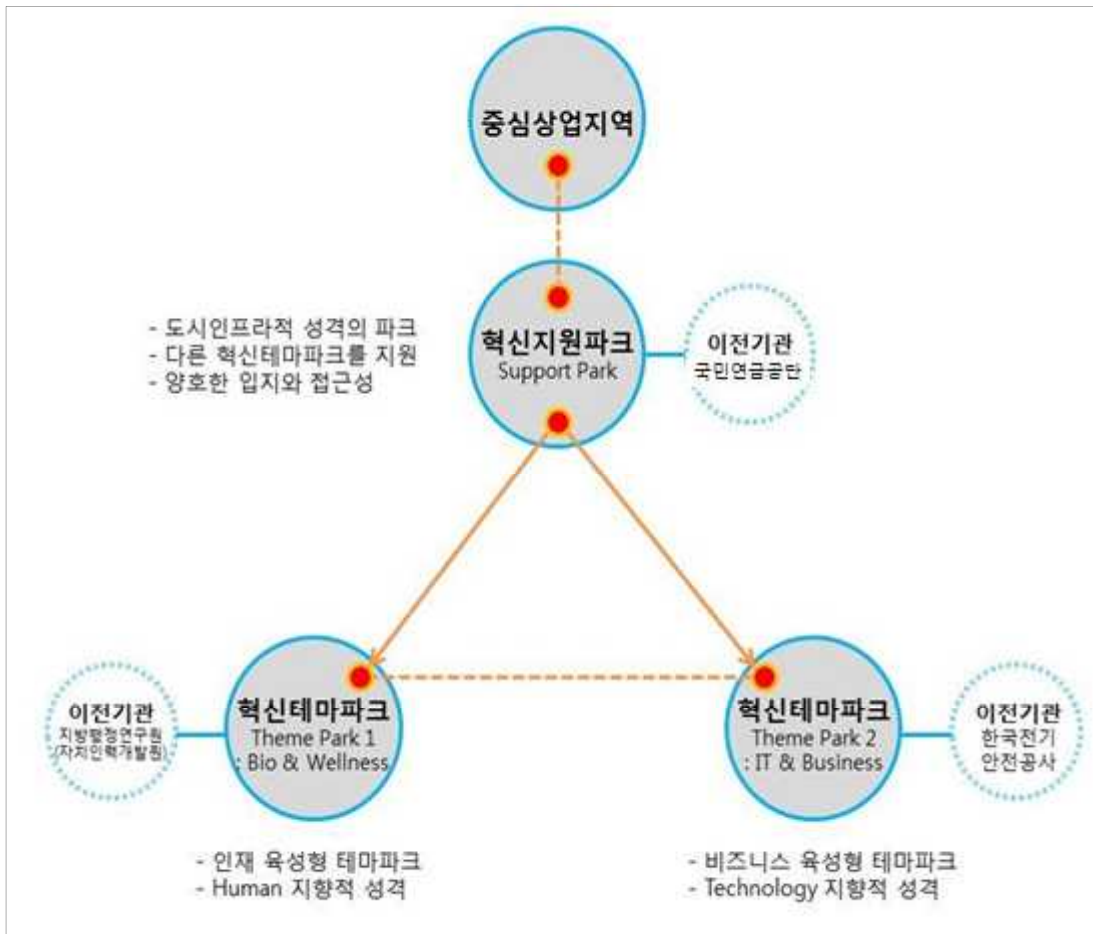 중심상업지역
- 도시인프라적 성격의 파크
- 다른 혁신테마파크를 지원
- 양호한 입지와 접근성
혁신지원파크
Support Park
이전기관
국민연금공단
이전기관
지방행정연구원
(자치인력개발원)
혁신테마파크
Theme Park 1
: Bio & Wellness
혁신테마파크
Theme Park 2
: IT & Business
이전기관
한국전기
안전공사
- 인재 육성형 테마파크
- Human 지향적 성격
- 비즈니스 육성형 테마파크
- Technology 지향적 성격